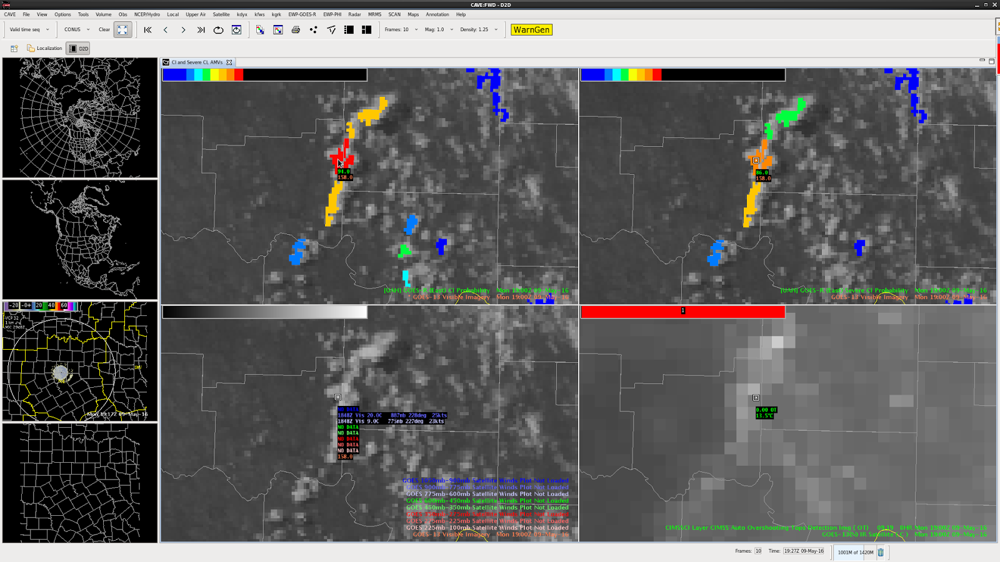 CAVE:FWD - D2D
CAVE File View Options Tools Volume Obs NCEP/Hydro Local Upper Air Satellite kdyx kfws kgrk EWP-GOES-R EWP-PHI Radar MRMS SCAN Maps Annotation Help
Valid time seq CONUS Clear Frames: 10 Mag: 1.0 Density: 1.25 WarnGen
Localization D2D
CI and Severe CI, AMVs
94.0
158.0
[UAH] GOES-R (East) CI Probability Mon 19:00Z 09-May-16
GOES-13 Visible Imagery Mon 19:00Z 09-May-16
86.0
158.0
[UAH] GOES-R (East) Severe CI Probability Mon 19:00Z 09-May-16
GOES-13 Visible Imagery Mon 19:00Z 09-May-16
-20 -0+ 20 40 60
VCP 32
1 km
Mon 19:17Z 09-May-16
NO DATA
1848Z Vis 20.0C 887mb 228deg 25kts
1848Z Vis 9.0C 775mb 227deg 23kts
NO DATA
NO DATA
NO DATA
NO DATA
NO DATA
158.0
GOES 1050mb-900mb Satellite Winds Plot Not Loaded
GOES 900mb-775mb Satellite Winds Plot Not Loaded
GOES 775mb-600mb Satellite Winds Plot Not Loaded
GOES 600mb-450mb Satellite Winds Plot Not Loaded
GOES 450mb-350mb Satellite Winds Plot Not Loaded
GOES 350mb-275mb Satellite Winds Plot Not Loaded
GOES 275mb-225mb Satellite Winds Plot Not Loaded
GOES 225mb-100mb Satellite Winds Plot Not Loaded
GOES-13 Visible Imagery Mon 19:00Z 09-May-16
1
0.00 OT
13.5°C
CIMSSCI Layer CIMSS Auto Overshooting Tops Detection Img ( OT) 09.19 0HR Mon 19:00Z 09-May-16
GOES-13(N) IR Satellite ( C ) Mon 19:00Z 09-May-16
Frames: 10 Time: 19:27Z 09-May-16 1001M of 1420M